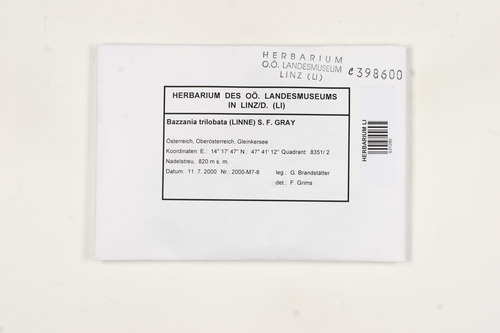 HERBARIUM
O.Ö. LANDESMUSEUM
LINZ (LI)
398600
HERBARIUM DES OÖ. LANDESMUSEUMS
IN LINZ/D. (LI)
Bazzania trilobata (LINNE) S. F. GRAY
Österreich, Oberösterreich, Gleinkersee
Koordinaten: E.: 14° 17' 47" N.: 47° 41' 12" Quadrant: 8351/ 2
Nadelstreu, 820 m s. m.
Datum: 11. 7. 2000 Nr.: 2000-M7-8 leg.: G. Brandstätter
det.: F. Grims
HERBARIUM LI